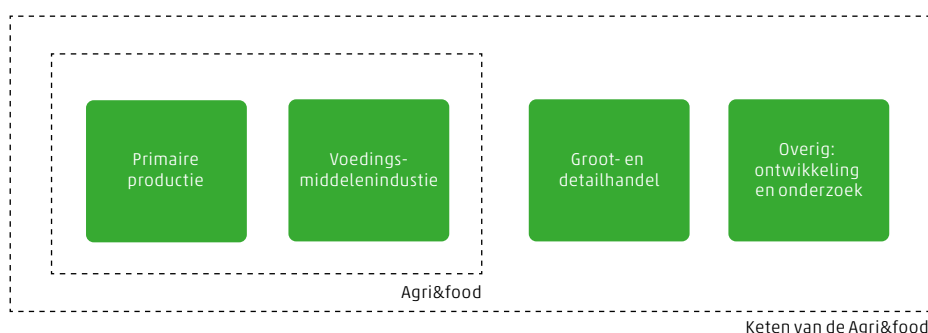 Primaire
productie
Voedings-
middelenindustie
Groot- en
detailhandel
Overig:
ontwikkeling
en onderzoek
Agri&food
Keten van de Agri&food